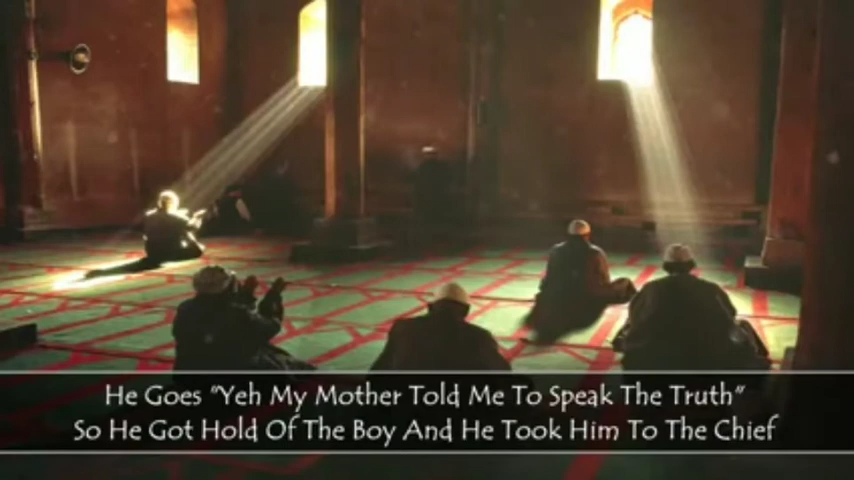 He Goes "Yeh My Mother Told Me To Speak The Truth"
So He Got Hold Of The Boy And He Took Him To The Chief